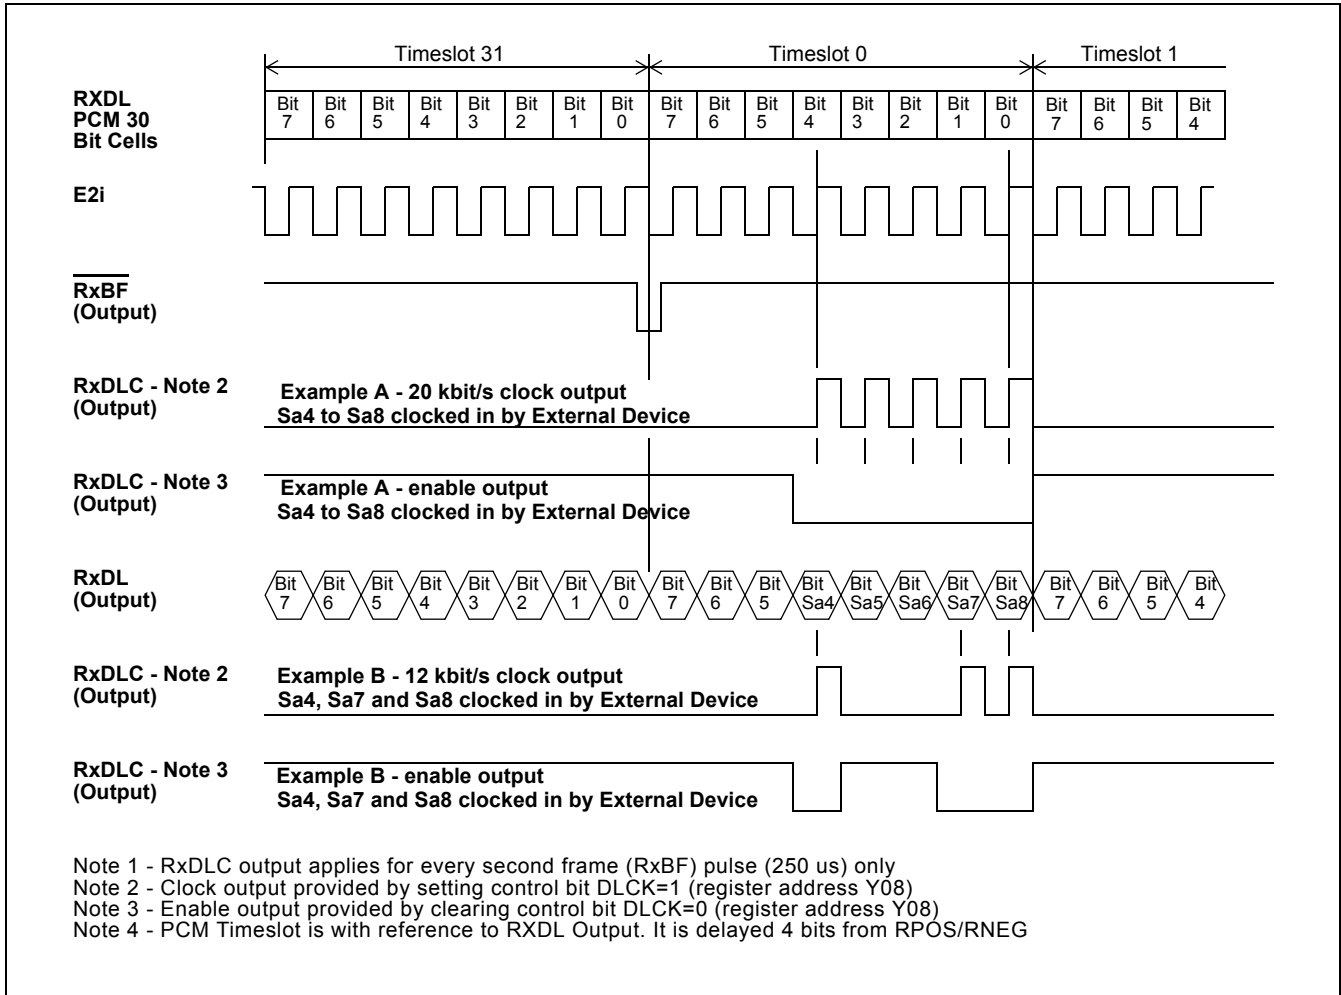 Timeslot 31 Timeslot 0 Timeslot 1
RXDL
PCM 30
Bit Cells
Bit 7 Bit 6 Bit 5 Bit 4 Bit 3 Bit 2 Bit 1 Bit 0 Bit 7 Bit 6 Bit 5 Bit 4 Bit 3 Bit 2 Bit 1 Bit 0 Bit 7 Bit 6 Bit 5 Bit 4
E2i
RxBF
(Output)
RxDLC - Note 2
(Output)
Example A - 20 kbit/s clock output
Sa4 to Sa8 clocked in by External Device
RxDLC - Note 3
(Output)
Example A - enable output
Sa4 to Sa8 clocked in by External Device
RxDL
(Output)
Bit 7 Bit 6 Bit 5 Bit 4 Bit 3 Bit 2 Bit 1 Bit 0 Bit 7 Bit 6 Bit 5 Bit Sa4 Bit Sa5 Bit Sa6 Bit Sa7 Bit Sa8 Bit 7 Bit 6 Bit 5 Bit 4
RxDLC - Note 2
(Output)
Example B - 12 kbit/s clock output
Sa4, Sa7 and Sa8 clocked in by External Device
RxDLC - Note 3
(Output)
Example B - enable output
Sa4, Sa7 and Sa8 clocked in by External Device
Note 1 - RxDLC output applies for every second frame (RxBF) pulse (250 us) only
Note 2 - Clock output provided by setting control bit DLCK=1 (register address Y08)
Note 3 - Enable output provided by clearing control bit DLCK=0 (register address Y08)
Note 4 - PCM Timeslot is with reference to RXDL Output. It is delayed 4 bits from RPOS/RNEG